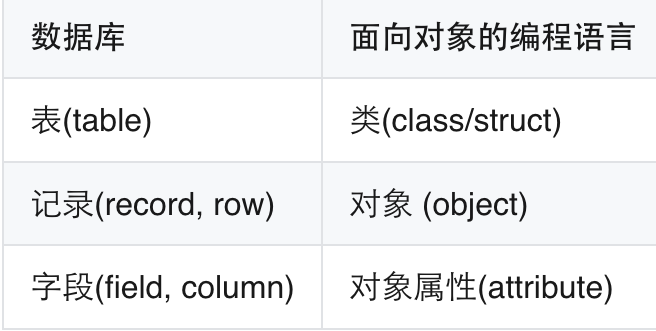 数据库 面向对象的编程语言
表(table) 类(class/struct)
记录(record, row) 对象 (object)
字段(field, column) 对象属性(attribute)